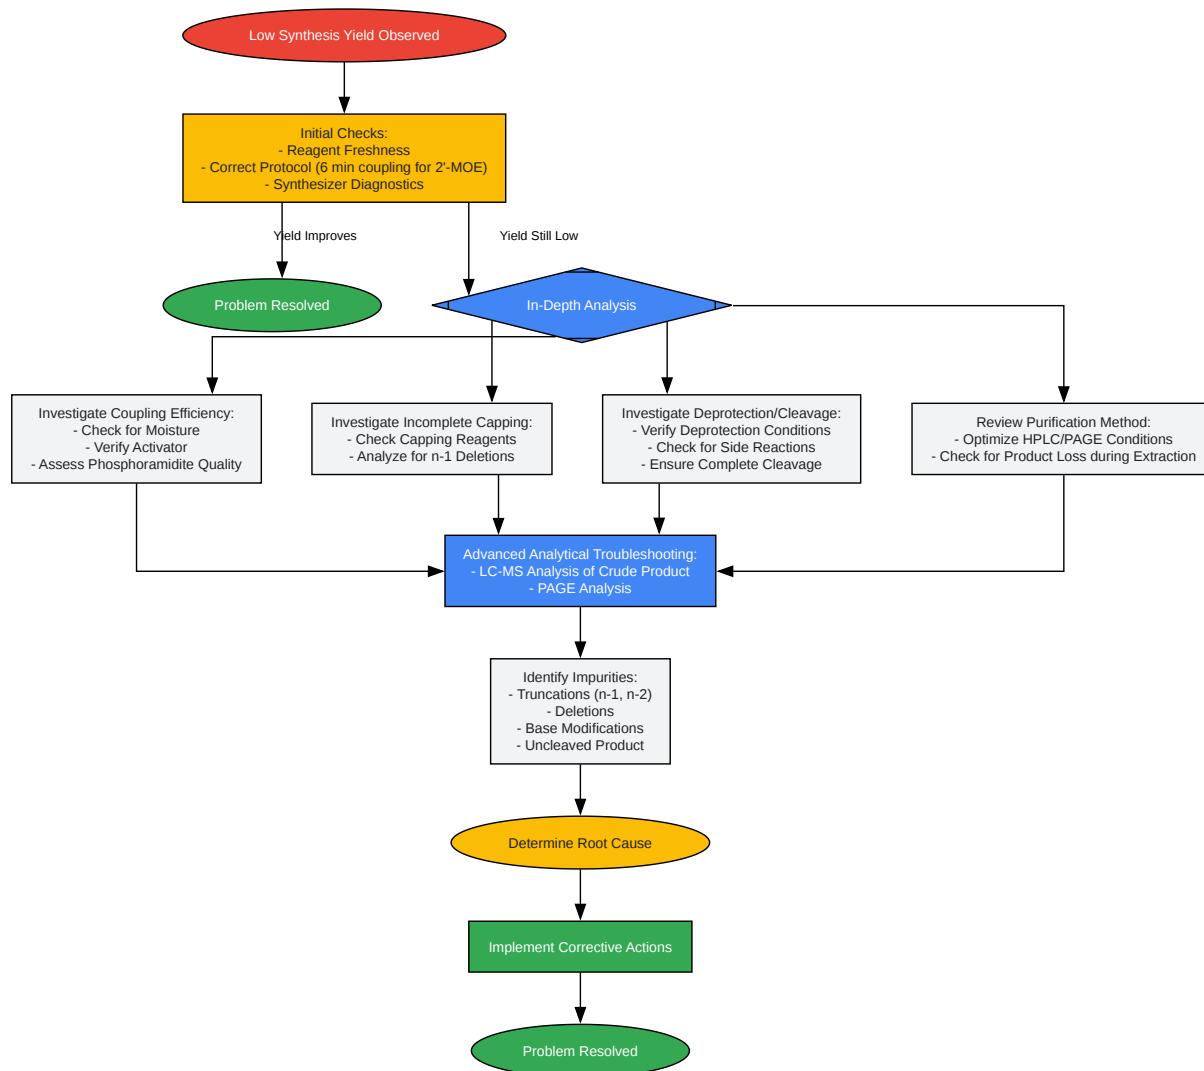 Low Synthesis Yield Observed
Initial Checks:
- Reagent Freshness
- Correct Protocol (6 min coupling for 2'-MOE)
- Synthesizer Diagnostics
Yield Improves
Yield Still Low
Problem Resolved
In-Depth Analysis
Investigate Coupling Efficiency:
- Check for Moisture
- Verify Activator
- Assess Phosphoramidite Quality
Investigate Incomplete Capping:
- Check Capping Reagents
- Analyze for n-1 Deletions
Investigate Deprotection/Cleavage:
- Verify Deprotection Conditions
- Check for Side Reactions
- Ensure Complete Cleavage
Review Purification Method:
- Optimize HPLC/PAGE Conditions
- Check for Product Loss during Extraction
Advanced Analytical Troubleshooting:
- LC-MS Analysis of Crude Product
- PAGE Analysis
Identify Impurities:
- Truncations (n-1, n-2)
- Deletions
- Base Modifications
- Uncleaved Product
Determine Root Cause
Implement Corrective Actions
Problem Resolved